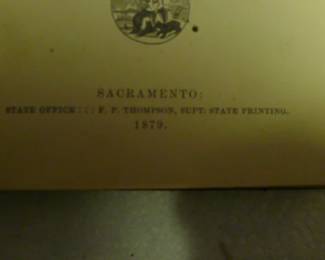 SACRAMENTO:
STATE OFFICE : : : F. P. THOMPSON, SUPT. STATE PRINTING.
1879.